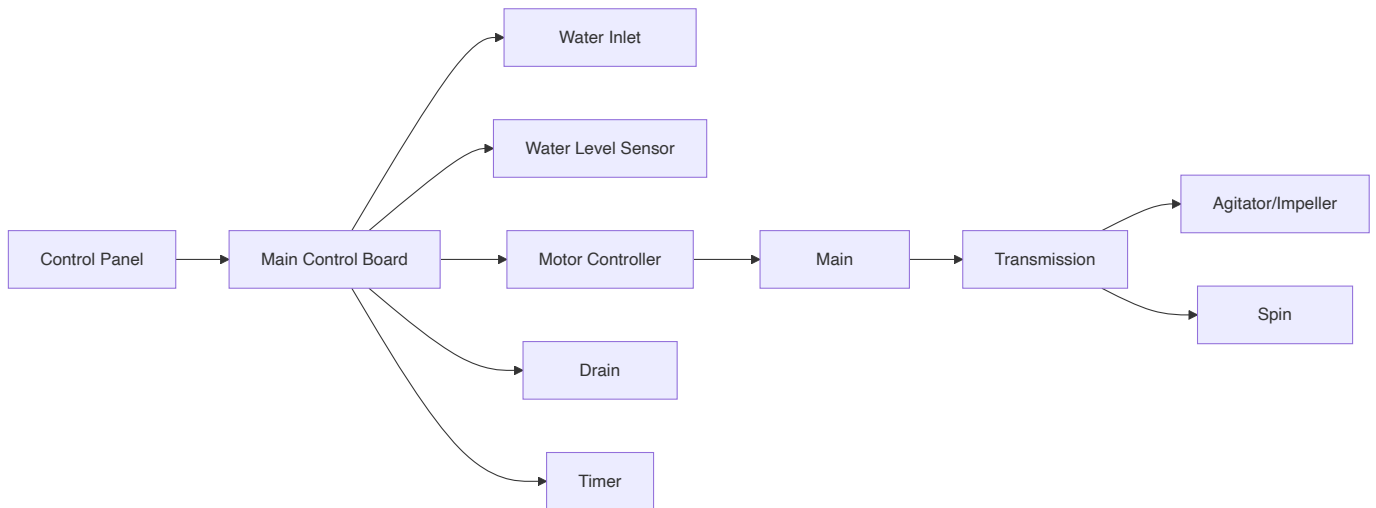 Water Inlet
Water Level Sensor
Agitator/Impeller
Control Panel
Main Control Board
Motor Controller
Main
Transmission
Spin
Drain
Timer